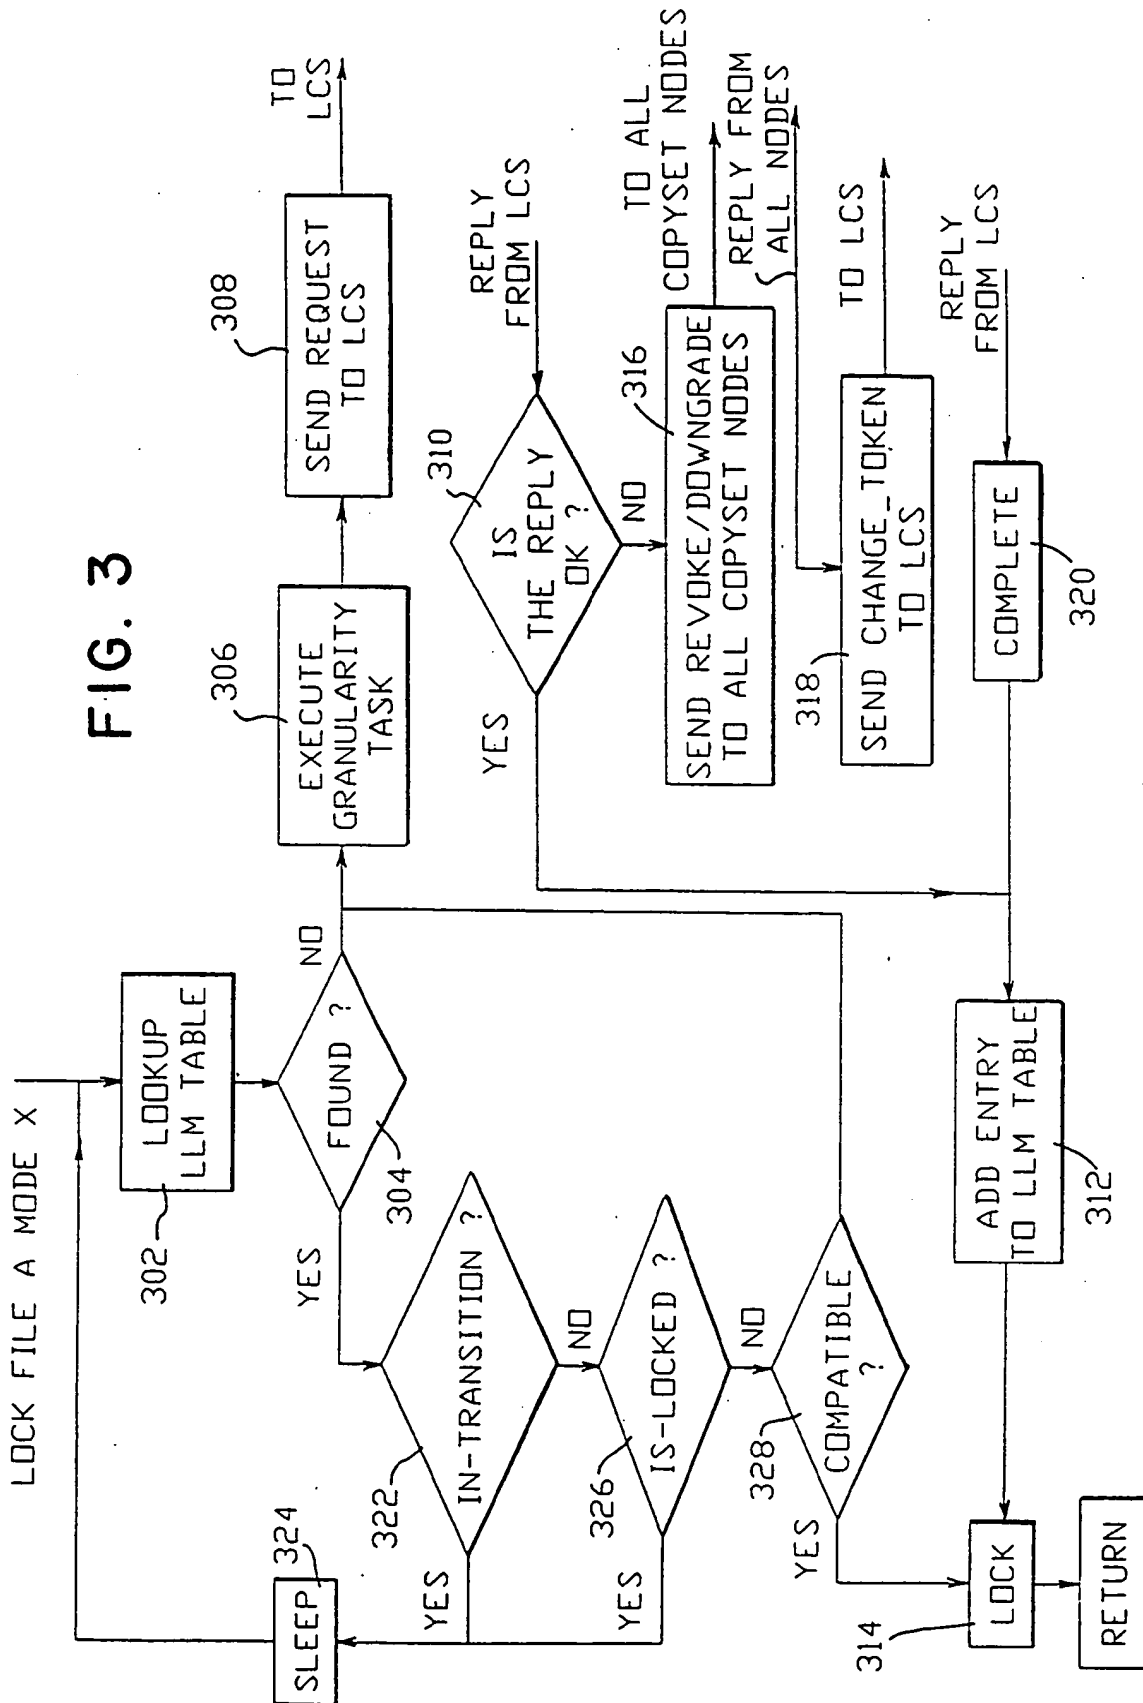 FIG. 3
LOCK FILE A MODE X
LOOKUP
LLM TABLE
302
FOUND ?
304
NO
YES
EXECUTE
GRANULARITY
TASK
306
SEND REQUEST
TO LCS
308
TO
LCS
SLEEP
324
IN-TRANSITION ?
322
YES
NO
IS-LOCKED ?
326
YES
NO
COMPATIBLE
?
328
YES
REPLY
FROM LCS
IS
THE REPLY
OK ?
310
YES
NO
SEND REVOKE/DOWNGRADE
TO ALL COPYSET NODES
316
TO ALL
COPYSET NODES
REPLY FROM
ALL NODES
SEND CHANGE_TOKEN
TO LCS
318
TO LCS
REPLY
FROM LCS
COMPLETE
320
ADD ENTRY
TO LLM TABLE
312
LOCK
314
RETURN